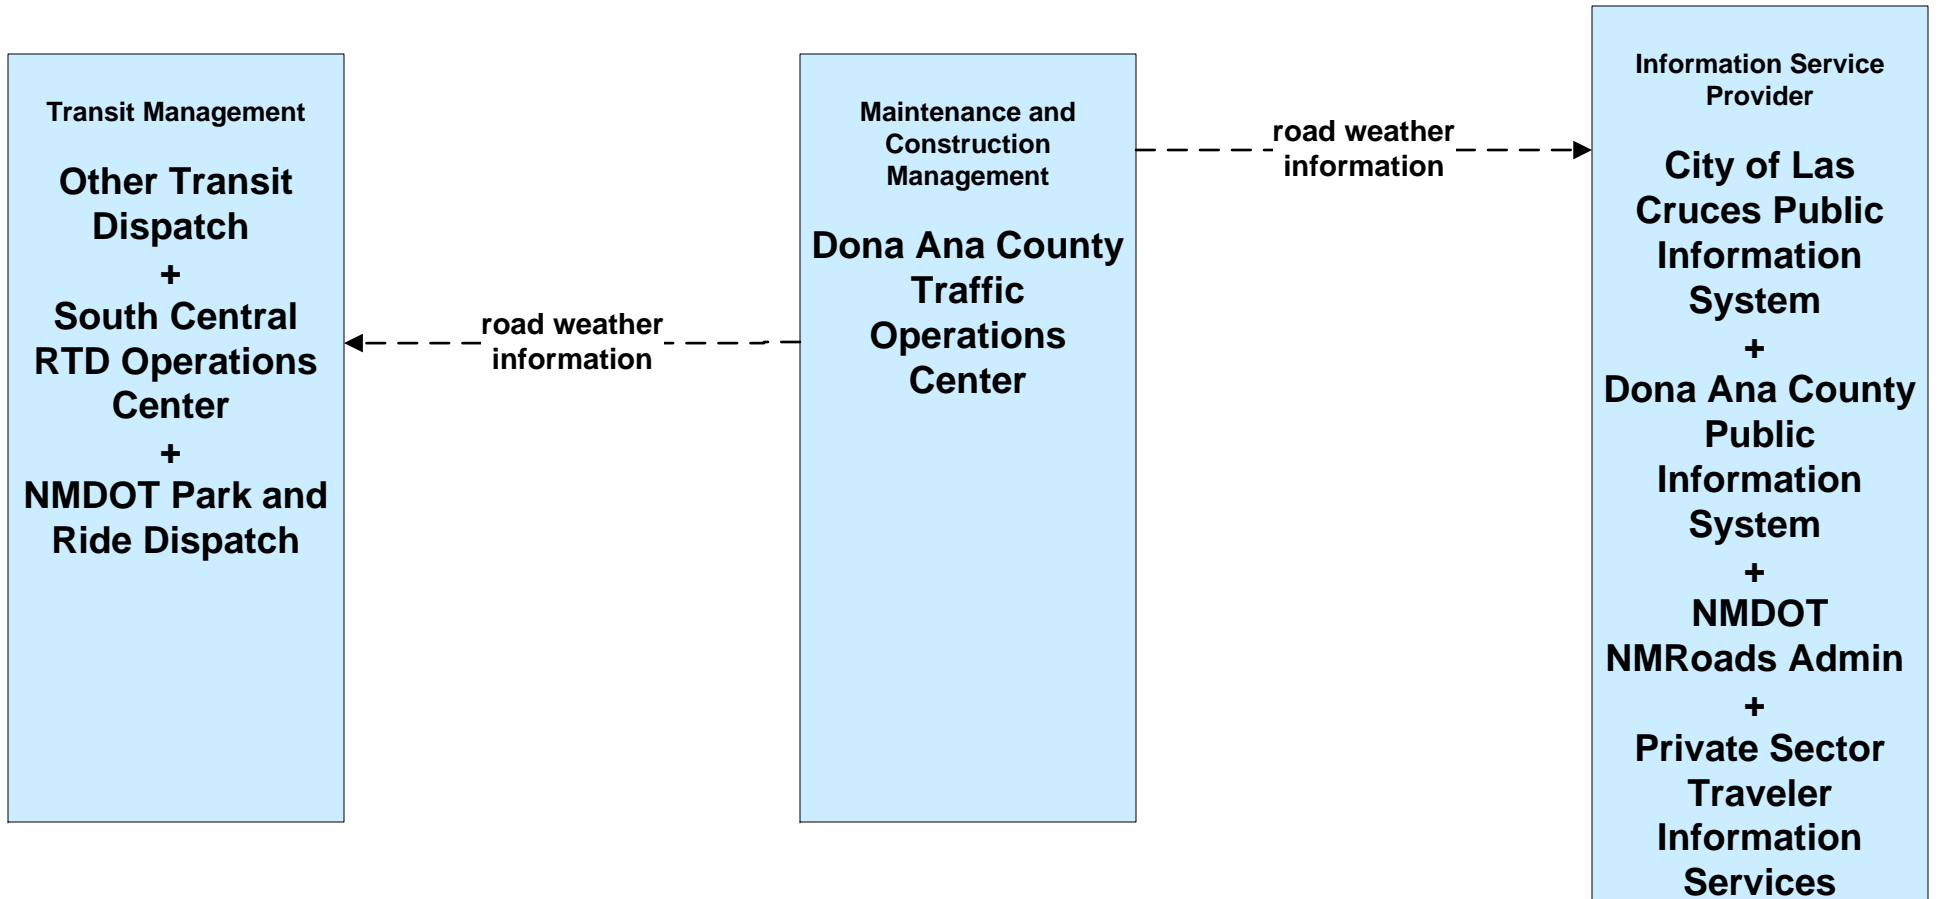 Transit Management
Other Transit
Dispatch
+
South Central
RTD Operations
Center
+
NMDOT Park and
Ride Dispatch
road weather
information
Maintenance and
Construction
Management
Dona Ana County
Traffic
Operations
Center
road weather
information
Information Service
Provider
City of Las
Cruces Public
Information
System
+
Dona Ana County
Public
Information
System
+
NMDOT
NMRoads Admin
+
Private Sector
Traveler
Information
Services